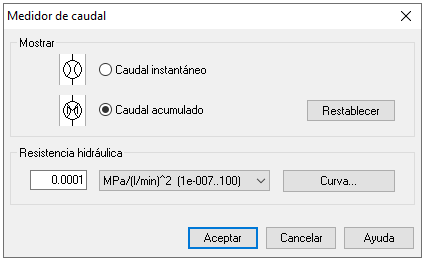 Medidor de caudal
Mostrar
Caudal instantáneo
Caudal acumulado
Restablecer
Resistencia hidráulica
0.0001 MPa/(l/min)^2 (1e-007..100) Curva...
Aceptar Cancelar Ayuda